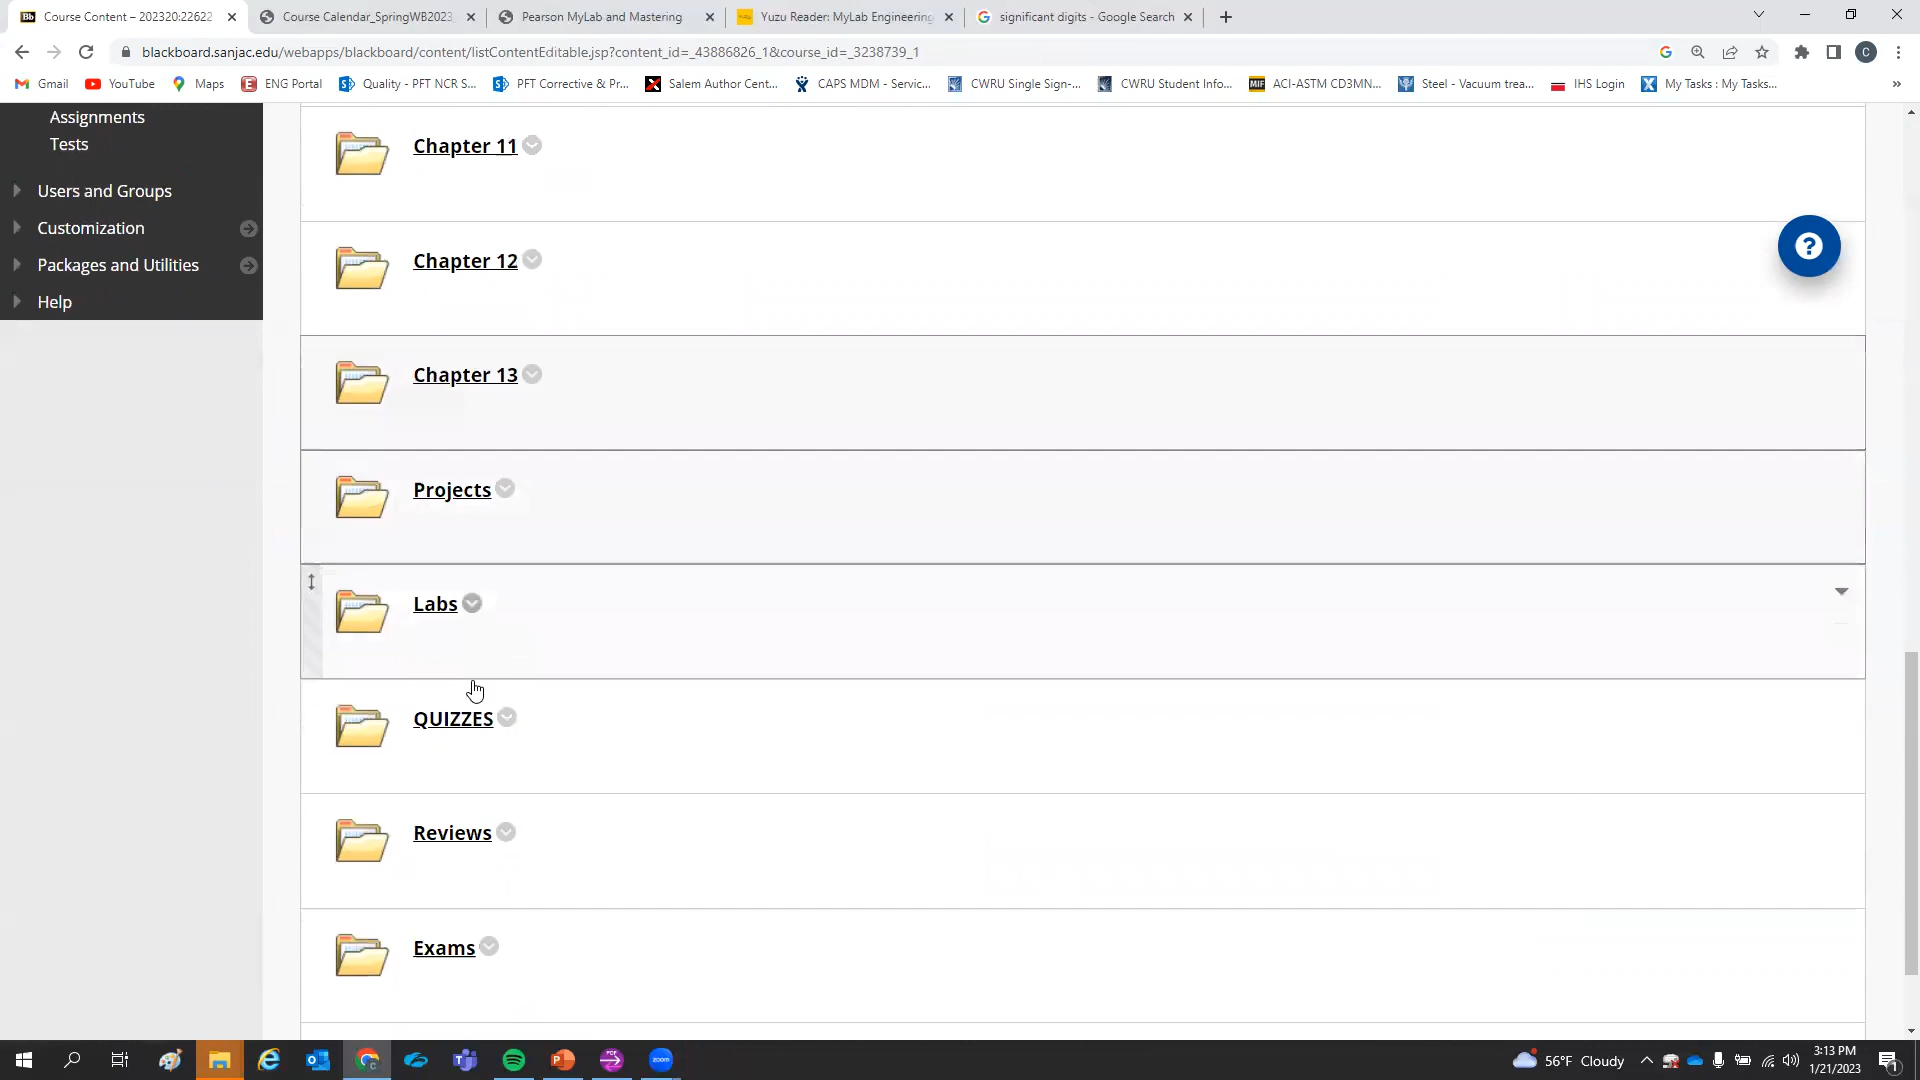 Course Content – 202320:22622
Course Calendar_SpringWB2023
Pearson MyLab and Mastering
Yuzu Reader: MyLab Engineering
significant digits - Google Search
blackboard.sanjac.edu/webapps/blackboard/content/listContentEditable.jsp?content_id=_43886826_1&course_id=_3238739_1
Gmail
YouTube
Maps
ENG Portal
Quality - PFT NCR S...
PFT Corrective & Pr...
Salem Author Cent...
CAPS MDM - Servic...
CWRU Single Sign-...
CWRU Student Info...
ACI-ASTM CD3MN...
Steel - Vacuum trea...
IHS Login
My Tasks : My Tasks...
Assignments
Tests
Users and Groups
Customization
Packages and Utilities
Help
Chapter 11
Chapter 12
Chapter 13
Projects
Labs
QUIZZES
Reviews
Exams
56°F Cloudy
3:13 PM
1/21/2023